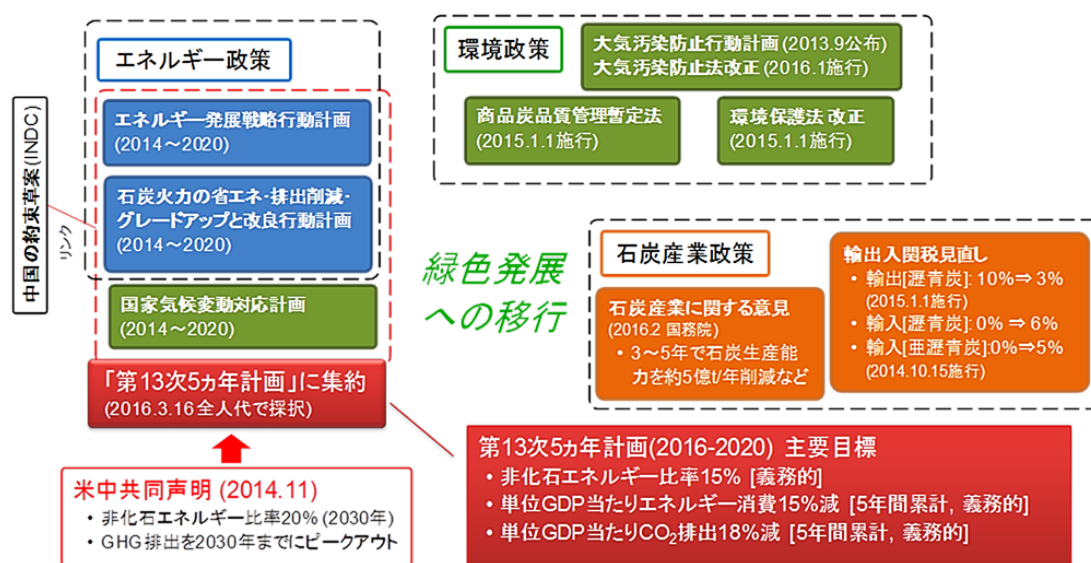 エネルギー政策
エネルギー発展戦略行動計画
(2014～2020)
石炭火力の省エネ・排出削減・
グレードアップと改良行動計画
(2014～2020)
国家気候変動対応計画
(2014～2020)
「第13次5ヵ年計画」に集約
(2016.3.16全人代で採択)
中国の約束草案(INDC)
リンク
米中共同声明 (2014.11)
・非化石エネルギー比率20% (2030年)
・GHG排出を2030年までにピークアウト
環境政策
大気汚染防止行動計画 (2013.9公布)
大気汚染防止法改正 (2016.1施行)
商品炭品質管理暫定法
(2015.1.1施行)
環境保護法 改正
(2015.1.1施行)
緑色発展
への移行
石炭産業政策
石炭産業に関する意見
(2016.2 国務院)
・3～5年で石炭生産能
力を約5億t/年削減など
輸出入関税見直し
・輸出[瀝青炭]: 10%⇒ 3%
(2015.1.1施行)
・輸入[瀝青炭]: 0% ⇒ 6%
・輸入[亜瀝青炭]:0%⇒5%
(2014.10.15施行)
第13次5ヵ年計画(2016-2020) 主要目標
・非化石エネルギー比率15% [義務的]
・単位GDP当たりエネルギー消費15%減 [5年間累計, 義務的]
・単位GDP当たりCO₂排出18%減 [5年間累計, 義務的]